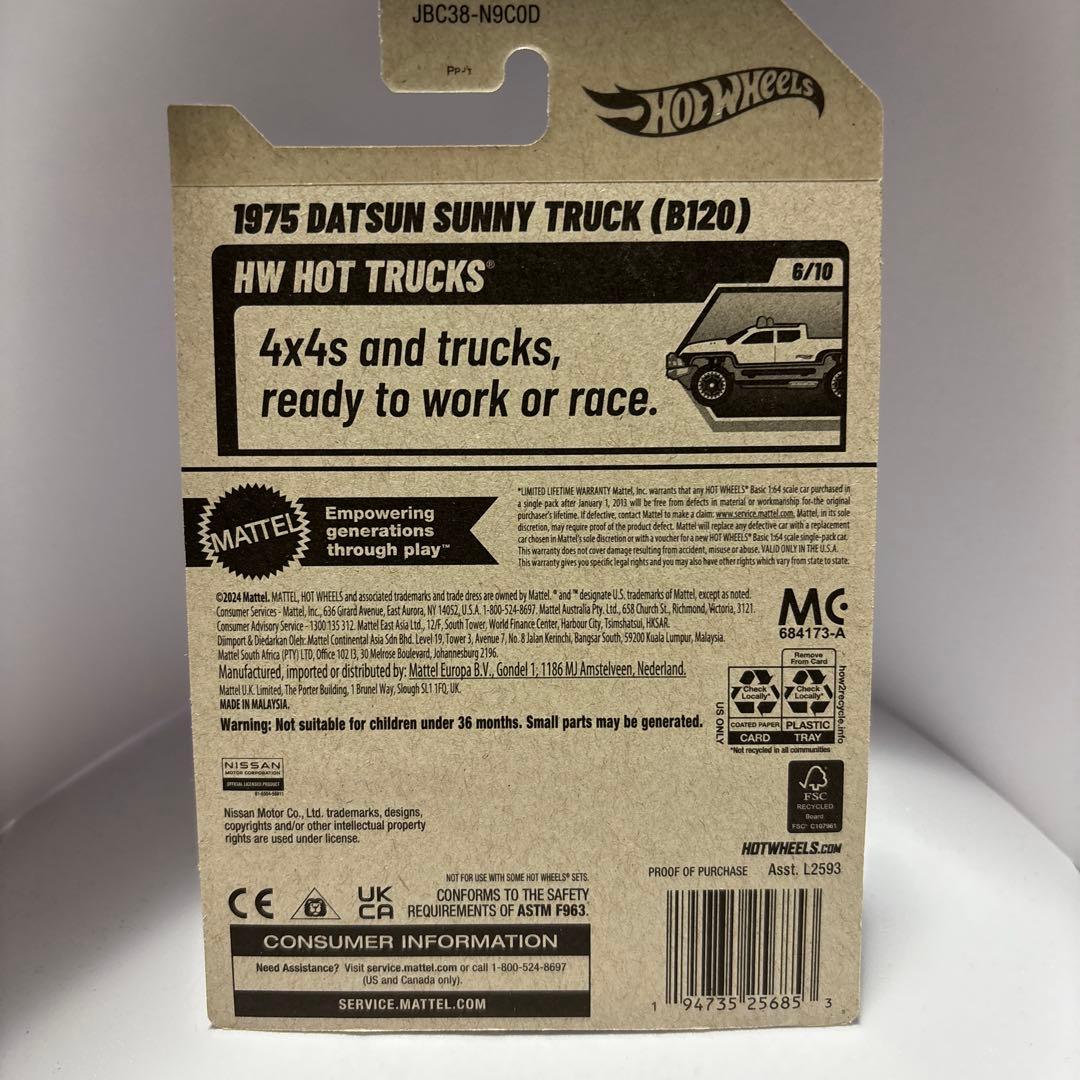 JBC38-N9C0D
HOT WHEELS
1975 DATSUN SUNNY TRUCK (B120)
HW HOT TRUCKS®
6/10
4x4s and trucks,
ready to work or race.
MATTEL
Empowering
generations
through play™
*LIMITED LIFETIME WARRANTY Mattel, Inc. warrants that any HOT WHEELS® Basic 1:64 scale car purchased in
a single pack after January 1, 2013 will be free from defects in material or workmanship for the original
purchaser's lifetime. If defective, contact Mattel to make a claim: www.service.mattel.com. Mattel, in its sole
discretion, may require proof of the product defect. Mattel will replace any defective car with a replacement
car chosen in Mattel's sole discretion or with a voucher for a new HOT WHEELS® Basic 1:64 scale single-pack car.
This warranty does not cover damage resulting from accident, misuse or abuse. VALID ONLY IN THE U.S.A.
This warranty gives you specific legal rights and you may also have other rights which vary from state to state.
©2024 Mattel. MATTEL, HOT WHEELS and associated trademarks and trade dress are owned by Mattel. ® and ™ designate U.S. trademarks of Mattel, except as noted.
Consumer Services - Mattel, Inc., 636 Girard Avenue, East Aurora, NY 14052, U.S.A. 1-800-524-8697. Mattel Australia Pty. Ltd., 658 Church St., Richmond, Victoria, 3121.
Consumer Advisory Service - 1300 135 312. Mattel East Asia Ltd., 12/F, South Tower, World Finance Center, Harbour City, Tsimshatsui, HKSAR.
Diimport & Diedarkan Oleh: Mattel Continental Asia Sdn Bhd. Level 19, Tower 3, Avenue 7, No. 8 Jalan Kerinchi, Bangsar South, 59200 Kuala Lumpur, Malaysia.
Mattel South Africa (PTY) LTD, Office 102 I3, 30 Melrose Boulevard, Johannesburg 2196.
Manufactured, imported or distributed by: Mattel Europa B.V., Gondel 1, 1186 MJ Amstelveen, Nederland.
Mattel U.K. Limited, The Porter Building, 1 Brunel Way, Slough SL1 1FQ, UK.
MADE IN MALAYSIA.
Warning: Not suitable for children under 36 months. Small parts may be generated.
MC
684173-A
Remove
From Card
Check
Locally*
Check
Locally*
COATED PAPER
PLASTIC
CARD
TRAY
US ONLY
how2recycle.info
*Not recycled in all communities
NISSAN
MOTOR CORPORATION
OFFICIAL LICENSED PRODUCT
Nissan Motor Co., Ltd. trademarks, designs,
copyrights and/or other intellectual property
rights are used under license.
FSC
RECYCLED
Board
FSC® C107961
HOTWHEELS.COM
PROOF OF PURCHASE
Asst. L2593
NOT FOR USE WITH SOME HOT WHEELS® SETS.
CE
UK
CA
CONFORMS TO THE SAFETY
REQUIREMENTS OF ASTM F963.
CONSUMER INFORMATION
Need Assistance? Visit service.mattel.com or call 1-800-524-8697
(US and Canada only).
SERVICE.MATTEL.COM
1 94735 25685 3